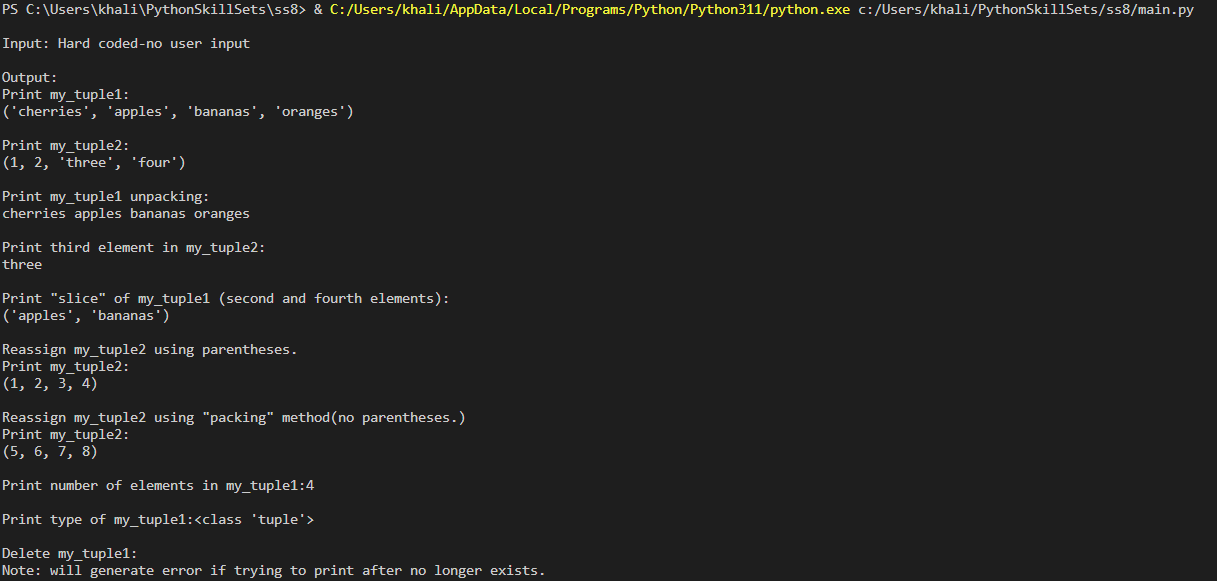 PS C:\Users\khali\PythonSkillSets\ss8> & C:/Users/khali/AppData/Local/Programs/Python/Python311/python.exe c:/Users/khali/PythonSkillSets/ss8/main.py
Input: Hard coded-no user input
Output:
Print my_tuple1:
('cherries', 'apples', 'bananas', 'oranges')
Print my_tuple2:
(1, 2, 'three', 'four')
Print my_tuple1 unpacking:
cherries apples bananas oranges
Print third element in my_tuple2:
three
Print "slice" of my_tuple1 (second and fourth elements):
('apples', 'bananas')
Reassign my_tuple2 using parentheses.
Print my_tuple2:
(1, 2, 3, 4)
Reassign my_tuple2 using "packing" method(no parentheses.)
Print my_tuple2:
(5, 6, 7, 8)
Print number of elements in my_tuple1:4
Print type of my_tuple1:<class 'tuple'>
Delete my_tuple1:
Note: will generate error if trying to print after no longer exists.